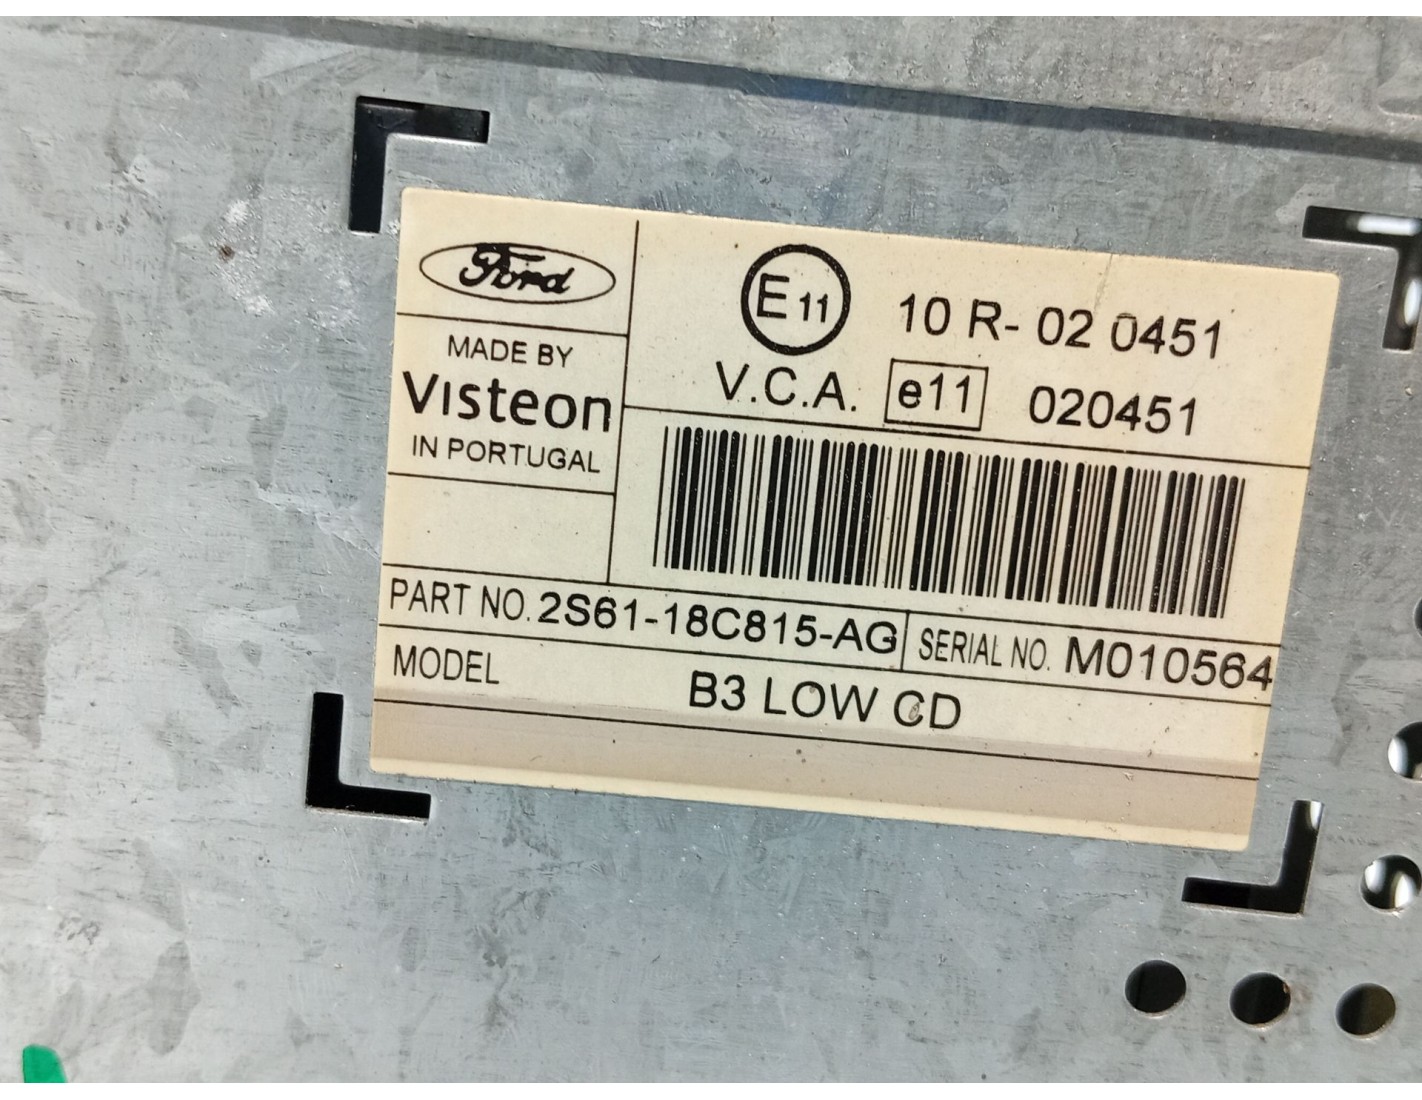 Ford
MADE BY
Visteon
IN PORTUGAL
E 11 10 R- 02 0451
V.C.A. e11 020451
PART NO. 2S61-18C815-AG SERIAL NO. M010564
MODEL B3 LOW CD